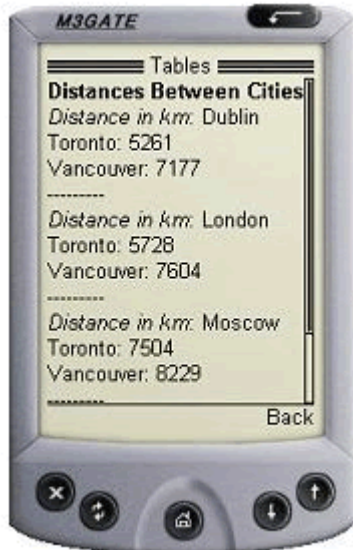 M3GATE
Tables
Distances Between Cities
Distance in km: Dublin
Toronto: 5261
Vancouver: 7177
---------
Distance in km: London
Toronto: 5728
Vancouver: 7604
---------
Distance in km: Moscow
Toronto: 7504
Vancouver: 8229
---------
Back